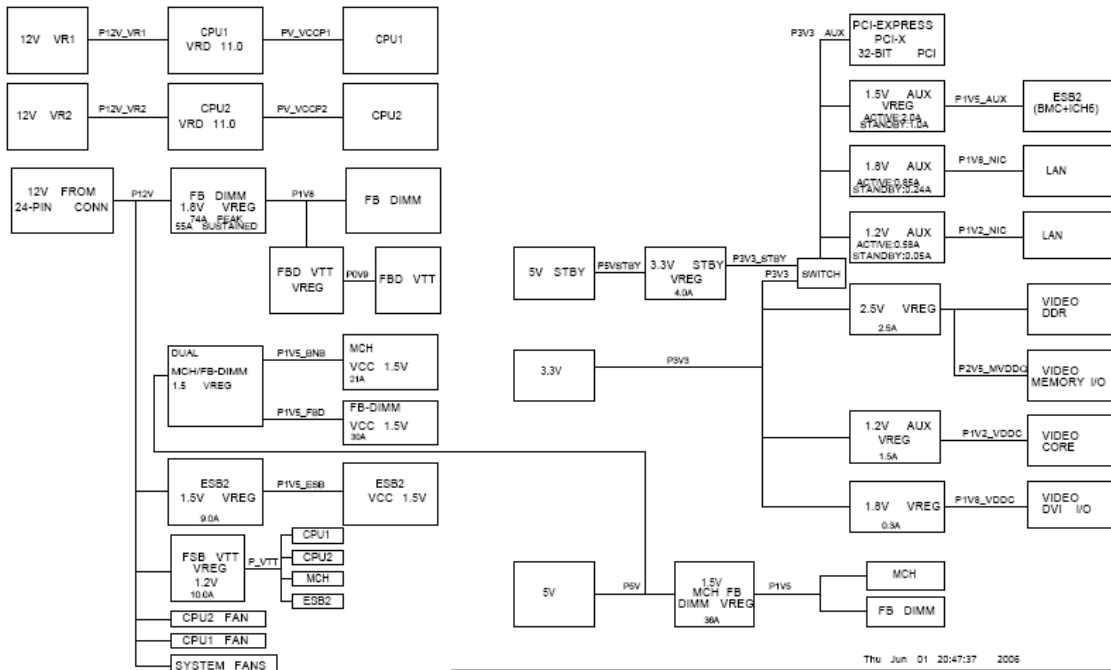 12V VR1
P12V_VR1
CPU1
VRD 11.0
PV_VCCP1
CPU1
12V VR2
P12V_VR2
CPU2
VRD 11.0
PV_VCCP2
CPU2
12V FROM
24-PIN CONN
P12V
FB DIMM
1.8V VREG
74A PEAK
55A SUSTAINED
P1V8
FB DIMM
FBD VTT
VREG
P0V9
FBD VTT
DUAL
MCH/FB-DIMM
1.5 VREG
P1V5_BNB
MCH
VCC 1.5V
21A
P1V5_FBD
FB-DIMM
VCC 1.5V
30A
ESB2
1.5V VREG
9.0A
P1V5_ESB
ESB2
VCC 1.5V
FSB VTT
VREG
1.2V
10.0A
P_VTT
CPU1
CPU2
MCH
ESB2
CPU2 FAN
CPU1 FAN
SYSTEM FANS
P3V3 AUX
PCI-EXPRESS
PCI-X
32-BIT PCI
1.5V AUX
VREG
ACTIVE:2.0A
STANDBY:1.0A
P1V5_AUX
ESB2
(BMC+ICH6)
1.8V AUX
ACTIVE:0.65A
STANDBY:0.24A
P1V8_NIC
LAN
1.2V AUX
ACTIVE:0.56A
STANDBY:0.05A
P1V2_NIC
LAN
5V STBY
P5VSTBY
3.3V STBY
VREG
4.0A
P3V3_STBY
P3V3
SWITCH
2.5V VREG
2.5A
VIDEO
DDR
P2V5_MVDDQ
VIDEO
MEMORY I/O
3.3V
P3V3
1.2V AUX
VREG
1.5A
P1V2_VDDC
VIDEO
CORE
1.8V VREG
0.3A
P1V8_VDDC
VIDEO
DVI I/O
5V
P5V
1.5V
MCH FB
DIMM VREG
36A
P1V5
MCH
FB DIMM
Thu Jun 01 20:47:37 2006